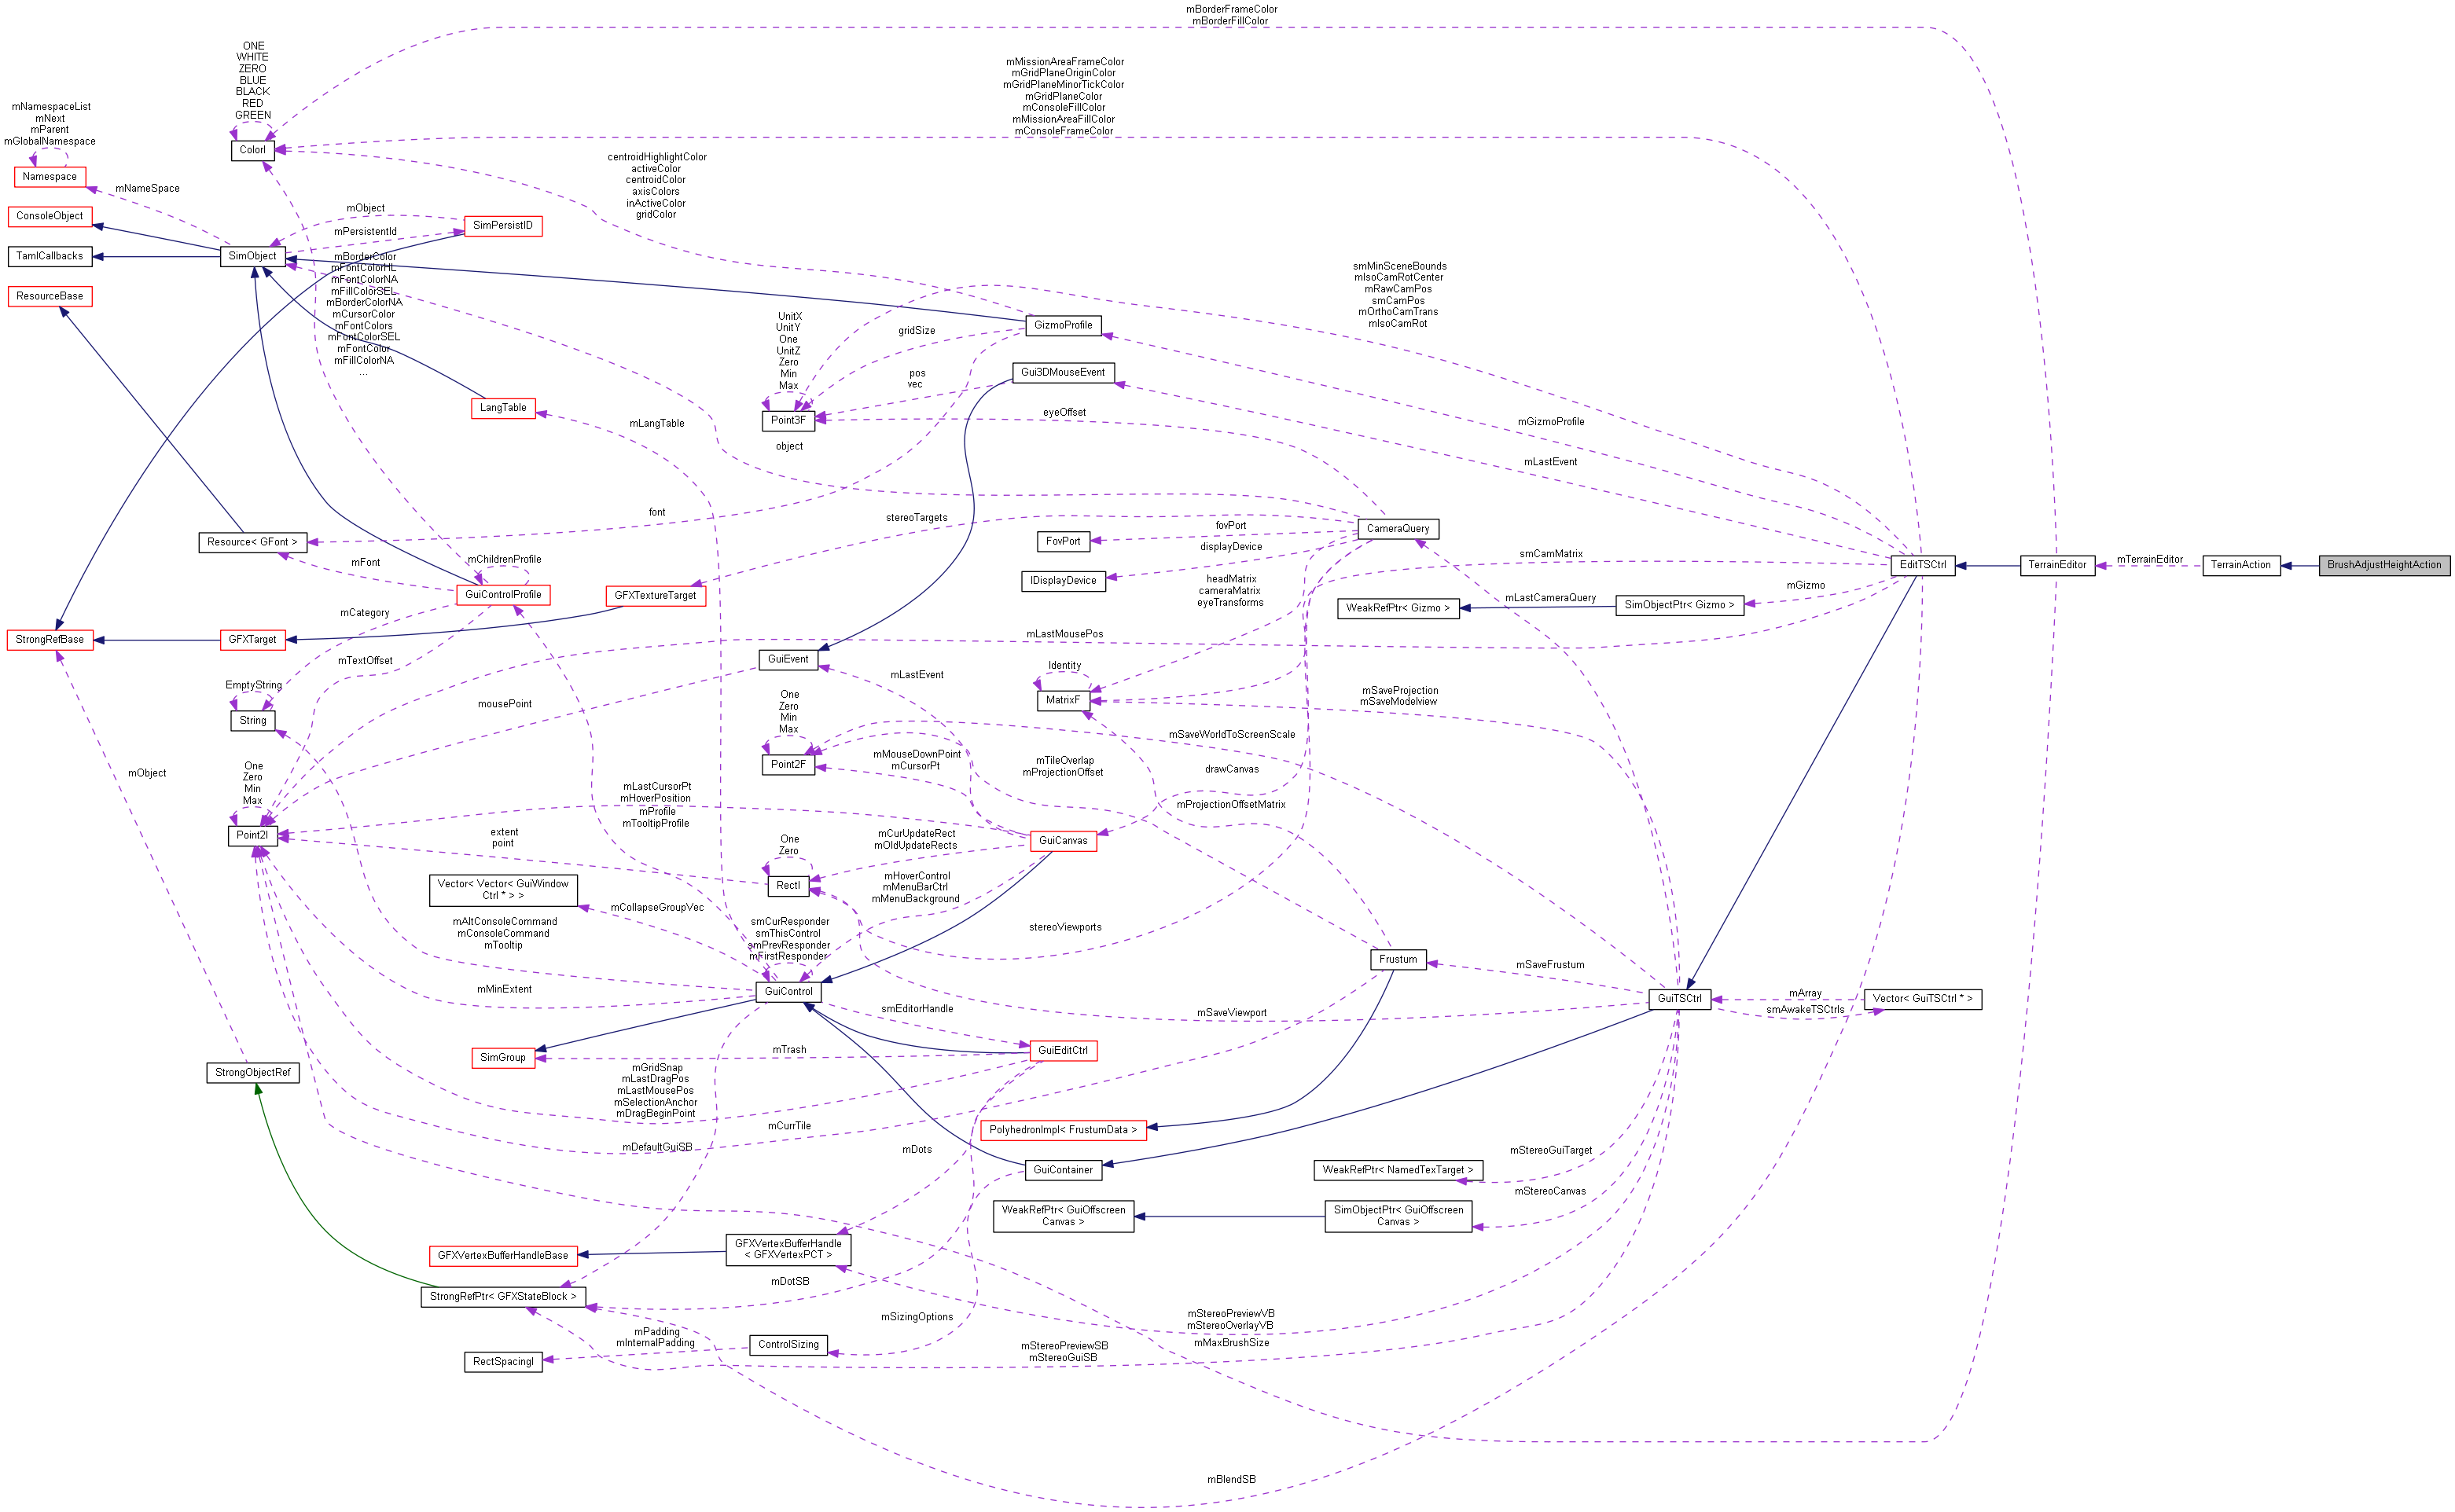 mBorderFrameColor
mBorderFillColor
ONE
WHITE
ZERO
BLUE
BLACK
RED
GREEN
ColorI
mMissionAreaFrameColor
mGridPlaneOriginColor
mGridPlaneMinorTickColor
mGridPlaneColor
mConsoleFillColor
mMissionAreaFillColor
mConsoleFrameColor
mNamespaceList
mNext
mParent
mGlobalNamespace
Namespace
mNameSpace
centroidHighlightColor
activeColor
centroidColor
axisColors
inActiveColor
gridColor
ConsoleObject
mObject
SimPersistID
mPersistentId
TamlCallbacks
SimObject
mBorderColor
mFontColorHL
mFontColorNA
mFillColorSEL
mBorderColorNA
mCursorColor
mFontColors
mFontColorSEL
mFontColor
mFillColorNA
...
ResourceBase
smMinSceneBounds
mIsoCamRotCenter
mRawCamPos
smCamPos
mOrthoCamTrans
mIsoCamRot
UnitX
UnitY
One
UnitZ
Zero
Min
Max
Point3F
gridSize
GizmoProfile
pos
vec
Gui3DMouseEvent
LangTable
mLangTable
eyeOffset
object
mGizmoProfile
mLastEvent
font
stereoTargets
CameraQuery
fovPort
FovPort
displayDevice
IDisplayDevice
Resource< GFont >
mFont
mChildrenProfile
GuiControlProfile
GFXTextureTarget
headMatrix
cameraMatrix
eyeTransforms
smCamMatrix
mLastCameraQuery
WeakRefPtr< Gizmo >
SimObjectPtr< Gizmo >
mGizmo
EditTSCtrl
TerrainEditor
mTerrainEditor
TerrainAction
BrushAdjustHeightAction
mCategory
StrongRefBase
GFXTarget
mTextOffset
mLastMousePos
GuiEvent
mLastEvent
Identity
MatrixF
mSaveProjection
mSaveModelview
EmptyString
String
mousePoint
One
Zero
Min
Max
Point2F
mMouseDownPoint
mCursorPt
mTileOverlap
mProjectionOffset
mSaveWorldToScreenScale
drawCanvas
mProjectionOffsetMatrix
mObject
One
Zero
Min
Max
Point2I
mLastCursorPt
mHoverPosition
mProfile
mTooltipProfile
extent
point
One
Zero
RectI
mCurUpdateRect
mOldUpdateRects
GuiCanvas
mHoverControl
mMenuBarCtrl
mMenuBackground
Vector< Vector< GuiWindow
Ctrl * > >
mCollapseGroupVec
mAltConsoleCommand
mConsoleCommand
mTooltip
smCurResponder
smThisControl
smPrevResponder
mFirstResponder
stereoViewports
GuiControl
mMinExtent
Frustum
mSaveFrustum
GuiTSCtrl
mArray
smAwakeTSCtrls
Vector< GuiTSCtrl * >
smEditorHandle
mSaveViewport
SimGroup
mTrash
GuiEditCtrl
StrongObjectRef
mGridSnap
mLastDragPos
mLastMousePos
mSelectionAnchor
mDragBeginPoint
mCurrTile
PolyhedronImpl< FrustumData >
mDefaultGuiSB
mDots
GuiContainer
mStereoGuiTarget
WeakRefPtr< NamedTexTarget >
mStereoCanvas
WeakRefPtr< GuiOffscreen
Canvas >
SimObjectPtr< GuiOffscreen
Canvas >
GFXVertexBufferHandleBase
GFXVertexBufferHandle
< GFXVertexPCT >
StrongRefPtr< GFXStateBlock >
mDotSB
mSizingOptions
mStereoPreviewVB
mStereoOverlayVB
mPadding
mInternalPadding
ControlSizing
RectSpacingI
mStereoPreviewSB
mStereoGuiSB
mMaxBrushSize
mBlendSB